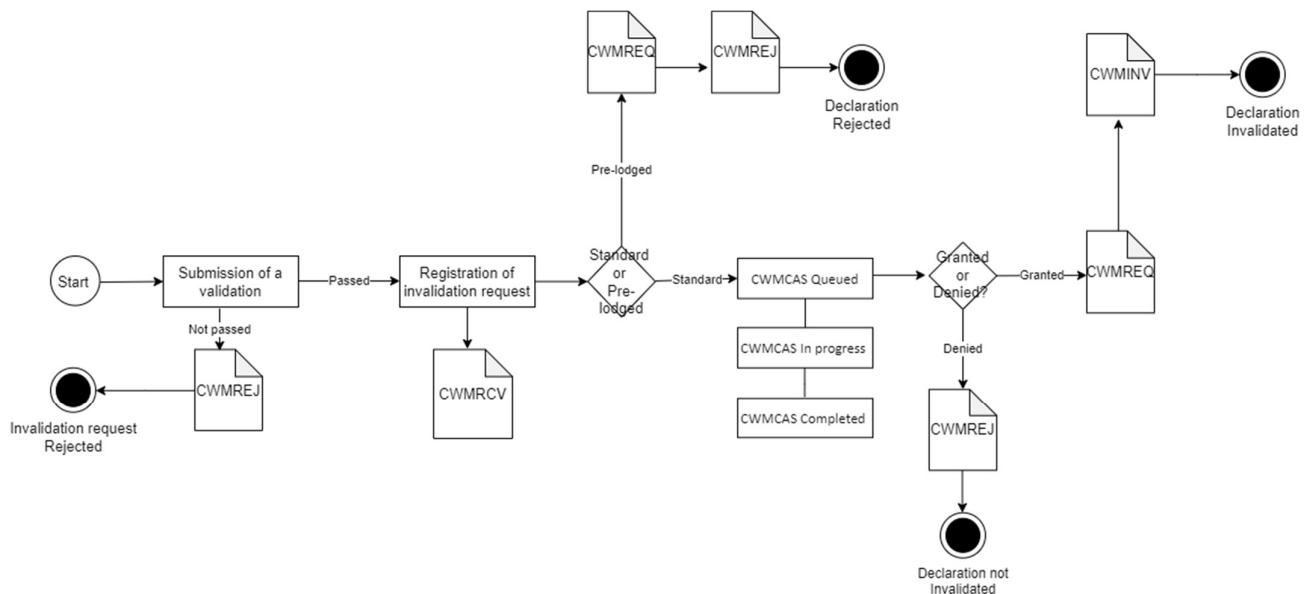 CWMREQ
CWMREJ
Declaration
Rejected
CWMINV
Declaration
Invalidated
Pre-lodged
Start
Submission of a
validation
Passed
Registration of
invalidation request
Standard
or
Pre-
lodged
Standard
CWMCAS Queued
Granted
or
Denied?
Granted
CWMREQ
Not passed
CWMREJ
Invalidation request
Rejected
CWMRCV
CWMCAS In progress
CWMCAS Completed
Denied
CWMREJ
Declaration not
Invalidated